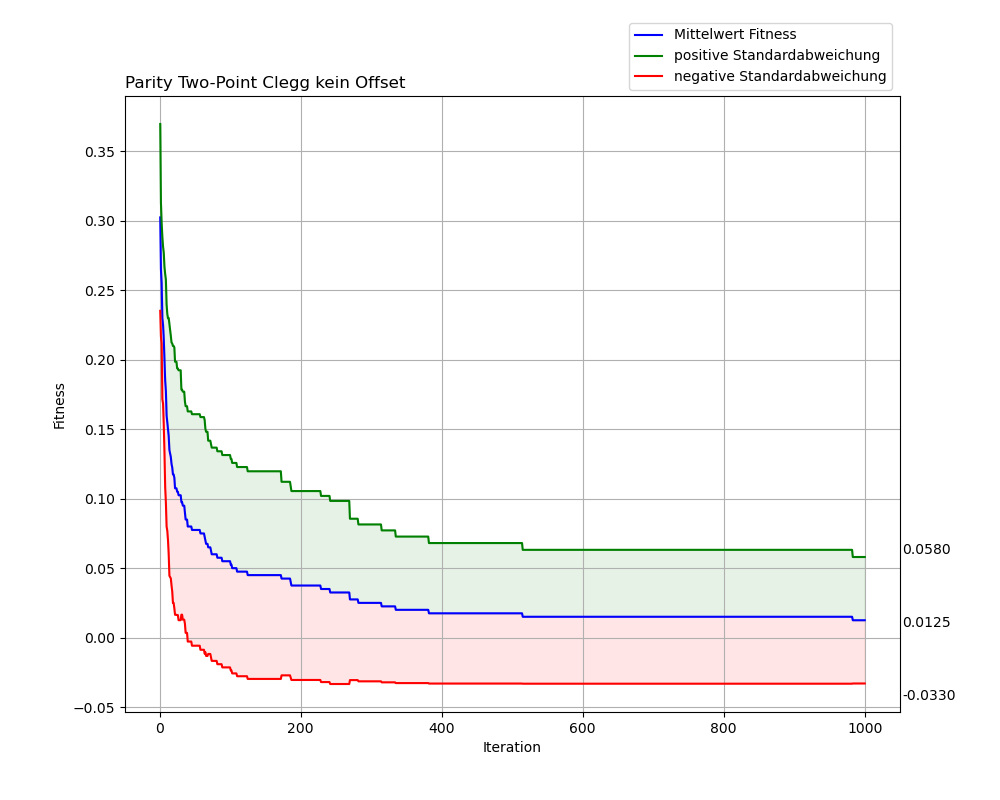 Mittelwert Fitness
positive Standardabweichung
negative Standardabweichung
Parity Two-Point Clegg kein Offset
0.35
0.30
0.25
0.20
0.15
0.10
0.05
0.00
−0.05
Fitness
0.0580
0.0125
-0.0330
0 200 400 600 800 1000
Iteration